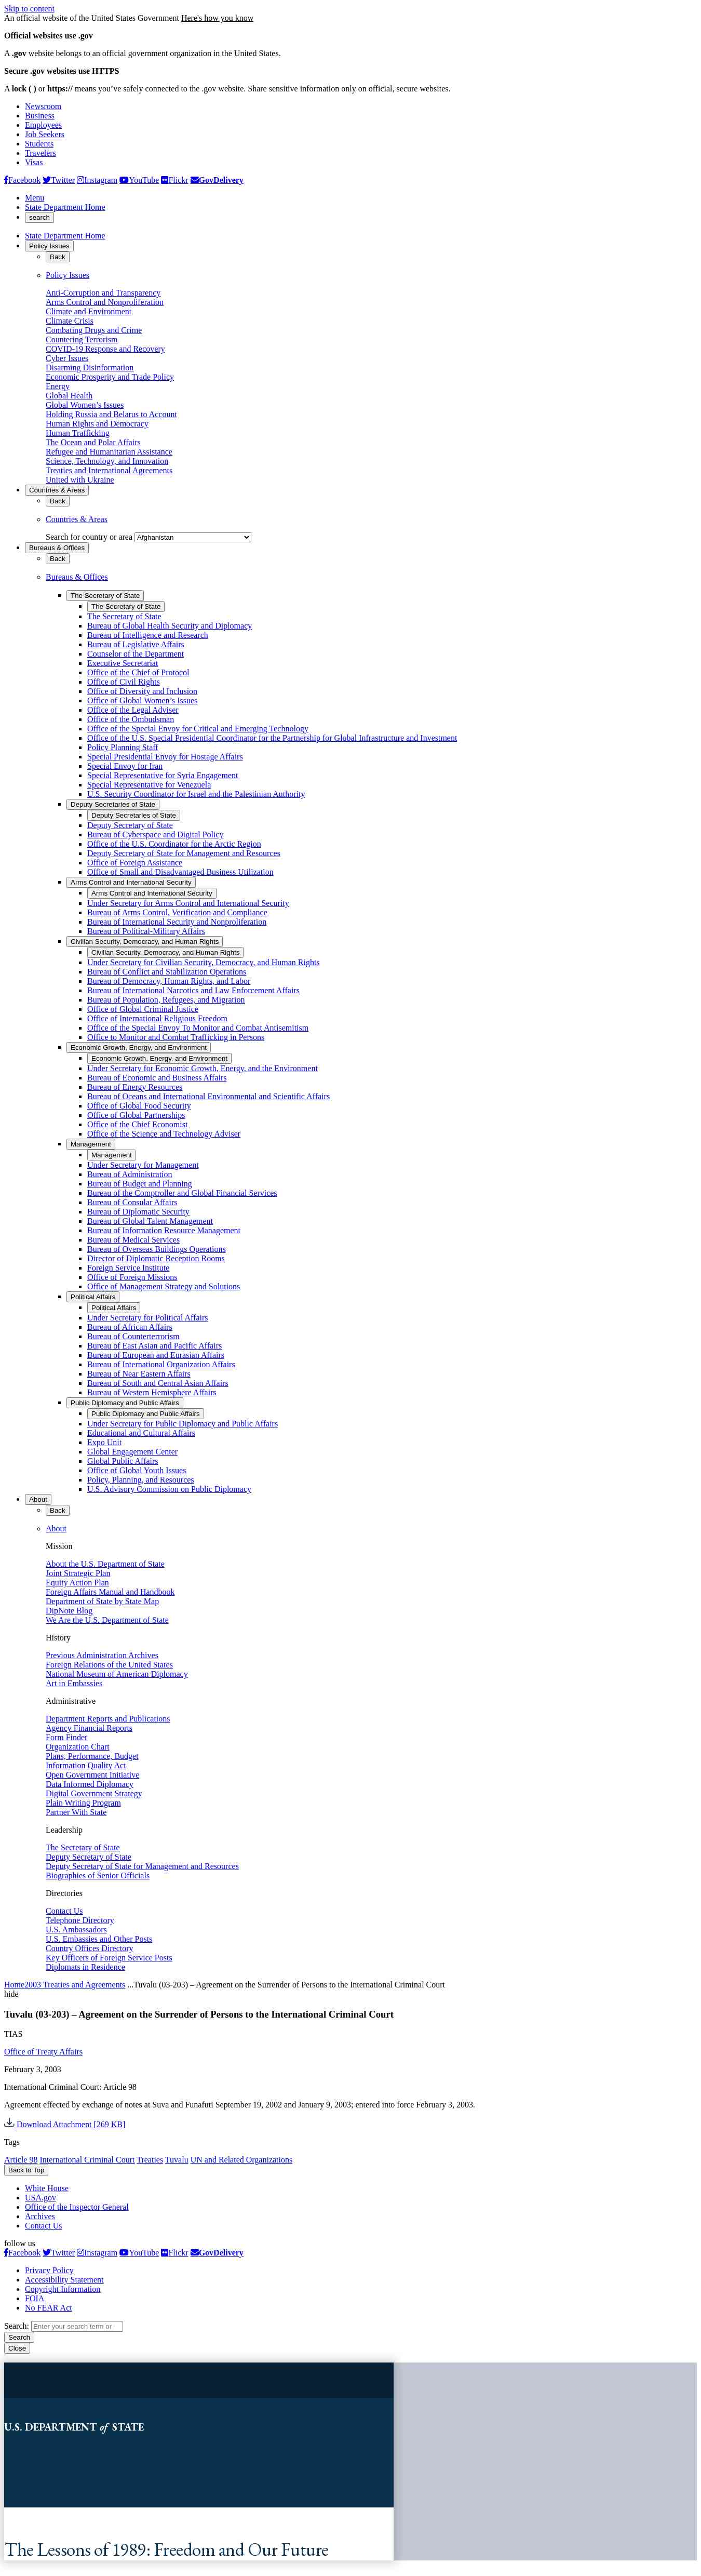 Skip to content
An official website of the United States Government Here's how you know
Official websites use .gov
A .gov website belongs to an official government organization in the United States.
Secure .gov websites use HTTPS
A lock ( ) or https:// means you’ve safely connected to the .gov website. Share sensitive information only on official, secure websites.
Newsroom
Business
Employees
Job Seekers
Students
Travelers
Visas
Facebook Twitter Instagram YouTube Flickr GovDelivery
Menu
State Department Home
search
State Department Home
Policy Issues
Back
Policy Issues
Anti-Corruption and Transparency
Arms Control and Nonproliferation
Climate and Environment
Climate Crisis
Combating Drugs and Crime
Countering Terrorism
COVID-19 Response and Recovery
Cyber Issues
Disarming Disinformation
Economic Prosperity and Trade Policy
Energy
Global Health
Global Women’s Issues
Holding Russia and Belarus to Account
Human Rights and Democracy
Human Trafficking
The Ocean and Polar Affairs
Refugee and Humanitarian Assistance
Science, Technology, and Innovation
Treaties and International Agreements
United with Ukraine
Countries & Areas
Back
Countries & Areas
Search for country or area Afghanistan
Bureaus & Offices
Back
Bureaus & Offices
The Secretary of State
The Secretary of State
The Secretary of State
Bureau of Global Health Security and Diplomacy
Bureau of Intelligence and Research
Bureau of Legislative Affairs
Counselor of the Department
Executive Secretariat
Office of the Chief of Protocol
Office of Civil Rights
Office of Diversity and Inclusion
Office of Global Women’s Issues
Office of the Legal Adviser
Office of the Ombudsman
Office of the Special Envoy for Critical and Emerging Technology
Office of the U.S. Special Presidential Coordinator for the Partnership for Global Infrastructure and Investment
Policy Planning Staff
Special Presidential Envoy for Hostage Affairs
Special Envoy for Iran
Special Representative for Syria Engagement
Special Representative for Venezuela
U.S. Security Coordinator for Israel and the Palestinian Authority
Deputy Secretaries of State
Deputy Secretaries of State
Deputy Secretary of State
Bureau of Cyberspace and Digital Policy
Office of the U.S. Coordinator for the Arctic Region
Deputy Secretary of State for Management and Resources
Office of Foreign Assistance
Office of Small and Disadvantaged Business Utilization
Arms Control and International Security
Arms Control and International Security
Under Secretary for Arms Control and International Security
Bureau of Arms Control, Verification and Compliance
Bureau of International Security and Nonproliferation
Bureau of Political-Military Affairs
Civilian Security, Democracy, and Human Rights
Civilian Security, Democracy, and Human Rights
Under Secretary for Civilian Security, Democracy, and Human Rights
Bureau of Conflict and Stabilization Operations
Bureau of Democracy, Human Rights, and Labor
Bureau of International Narcotics and Law Enforcement Affairs
Bureau of Population, Refugees, and Migration
Office of Global Criminal Justice
Office of International Religious Freedom
Office of the Special Envoy To Monitor and Combat Antisemitism
Office to Monitor and Combat Trafficking in Persons
Economic Growth, Energy, and Environment
Economic Growth, Energy, and Environment
Under Secretary for Economic Growth, Energy, and the Environment
Bureau of Economic and Business Affairs
Bureau of Energy Resources
Bureau of Oceans and International Environmental and Scientific Affairs
Office of Global Food Security
Office of Global Partnerships
Office of the Chief Economist
Office of the Science and Technology Adviser
Management
Management
Under Secretary for Management
Bureau of Administration
Bureau of Budget and Planning
Bureau of the Comptroller and Global Financial Services
Bureau of Consular Affairs
Bureau of Diplomatic Security
Bureau of Global Talent Management
Bureau of Information Resource Management
Bureau of Medical Services
Bureau of Overseas Buildings Operations
Director of Diplomatic Reception Rooms
Foreign Service Institute
Office of Foreign Missions
Office of Management Strategy and Solutions
Political Affairs
Political Affairs
Under Secretary for Political Affairs
Bureau of African Affairs
Bureau of Counterterrorism
Bureau of East Asian and Pacific Affairs
Bureau of European and Eurasian Affairs
Bureau of International Organization Affairs
Bureau of Near Eastern Affairs
Bureau of South and Central Asian Affairs
Bureau of Western Hemisphere Affairs
Public Diplomacy and Public Affairs
Public Diplomacy and Public Affairs
Under Secretary for Public Diplomacy and Public Affairs
Educational and Cultural Affairs
Expo Unit
Global Engagement Center
Global Public Affairs
Office of Global Youth Issues
Policy, Planning, and Resources
U.S. Advisory Commission on Public Diplomacy
About
Back
About
Mission
About the U.S. Department of State
Joint Strategic Plan
Equity Action Plan
Foreign Affairs Manual and Handbook
Department of State by State Map
DipNote Blog
We Are the U.S. Department of State
History
Previous Administration Archives
Foreign Relations of the United States
National Museum of American Diplomacy
Art in Embassies
Administrative
Department Reports and Publications
Agency Financial Reports
Form Finder
Organization Chart
Plans, Performance, Budget
Information Quality Act
Open Government Initiative
Data Informed Diplomacy
Digital Government Strategy
Plain Writing Program
Partner With State
Leadership
The Secretary of State
Deputy Secretary of State
Deputy Secretary of State for Management and Resources
Biographies of Senior Officials
Directories
Contact Us
Telephone Directory
U.S. Ambassadors
U.S. Embassies and Other Posts
Country Offices Directory
Key Officers of Foreign Service Posts
Diplomats in Residence
Home2003 Treaties and Agreements ...Tuvalu (03-203) – Agreement on the Surrender of Persons to the International Criminal Court
hide
Tuvalu (03-203) – Agreement on the Surrender of Persons to the International Criminal Court
TIAS
Office of Treaty Affairs
February 3, 2003
International Criminal Court: Article 98
Agreement effected by exchange of notes at Suva and Funafuti September 19, 2002 and January 9, 2003; entered into force February 3, 2003.
Download Attachment [269 KB]
Tags
Article 98 International Criminal Court Treaties Tuvalu UN and Related Organizations
Back to Top
White House
USA.gov
Office of the Inspector General
Archives
Contact Us
follow us
Facebook Twitter Instagram YouTube Flickr GovDelivery
Privacy Policy
Accessibility Statement
Copyright Information
FOIA
No FEAR Act
Search: Enter your search term or
Search
Close
U.S. DEPARTMENT of STATE
The Lessons of 1989: Freedom and Our Future